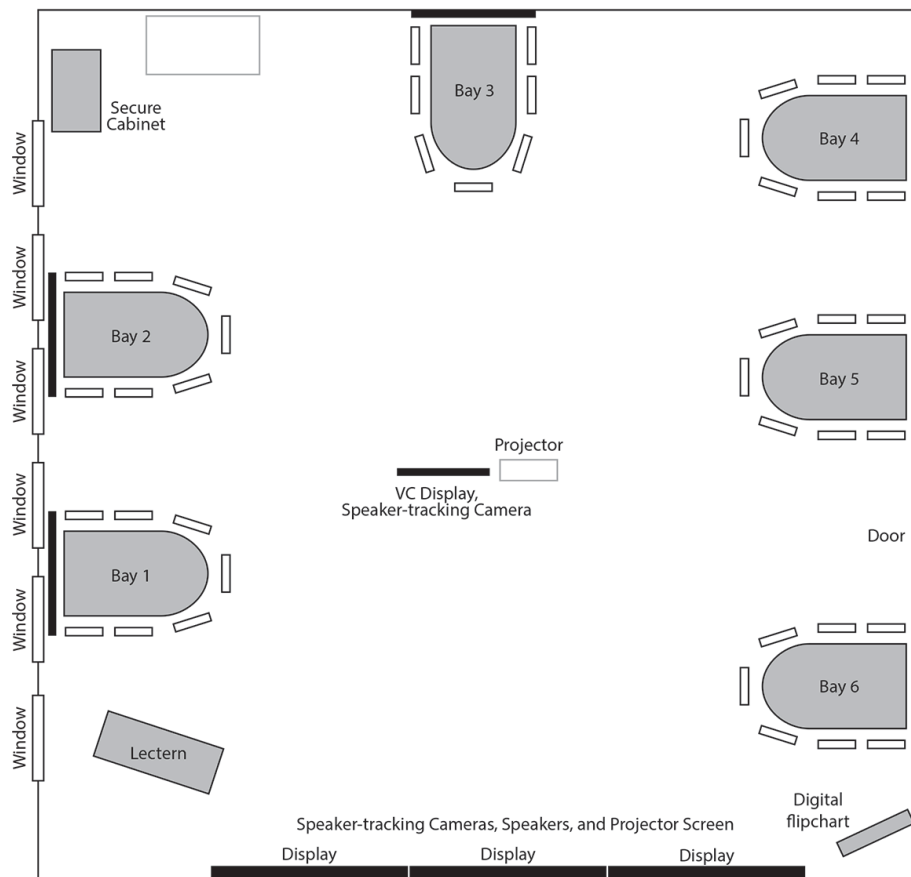 Secure
Cabinet
Bay 3
Bay 4
Window
Window
Bay 2
Window
Bay 5
Projector
VC Display,
Speaker-tracking Camera
Window
Door
Bay 1
Window
Bay 6
Window
Lectern
Digital
flipchart
Speaker-tracking Cameras, Speakers, and Projector Screen
Display
Display
Display